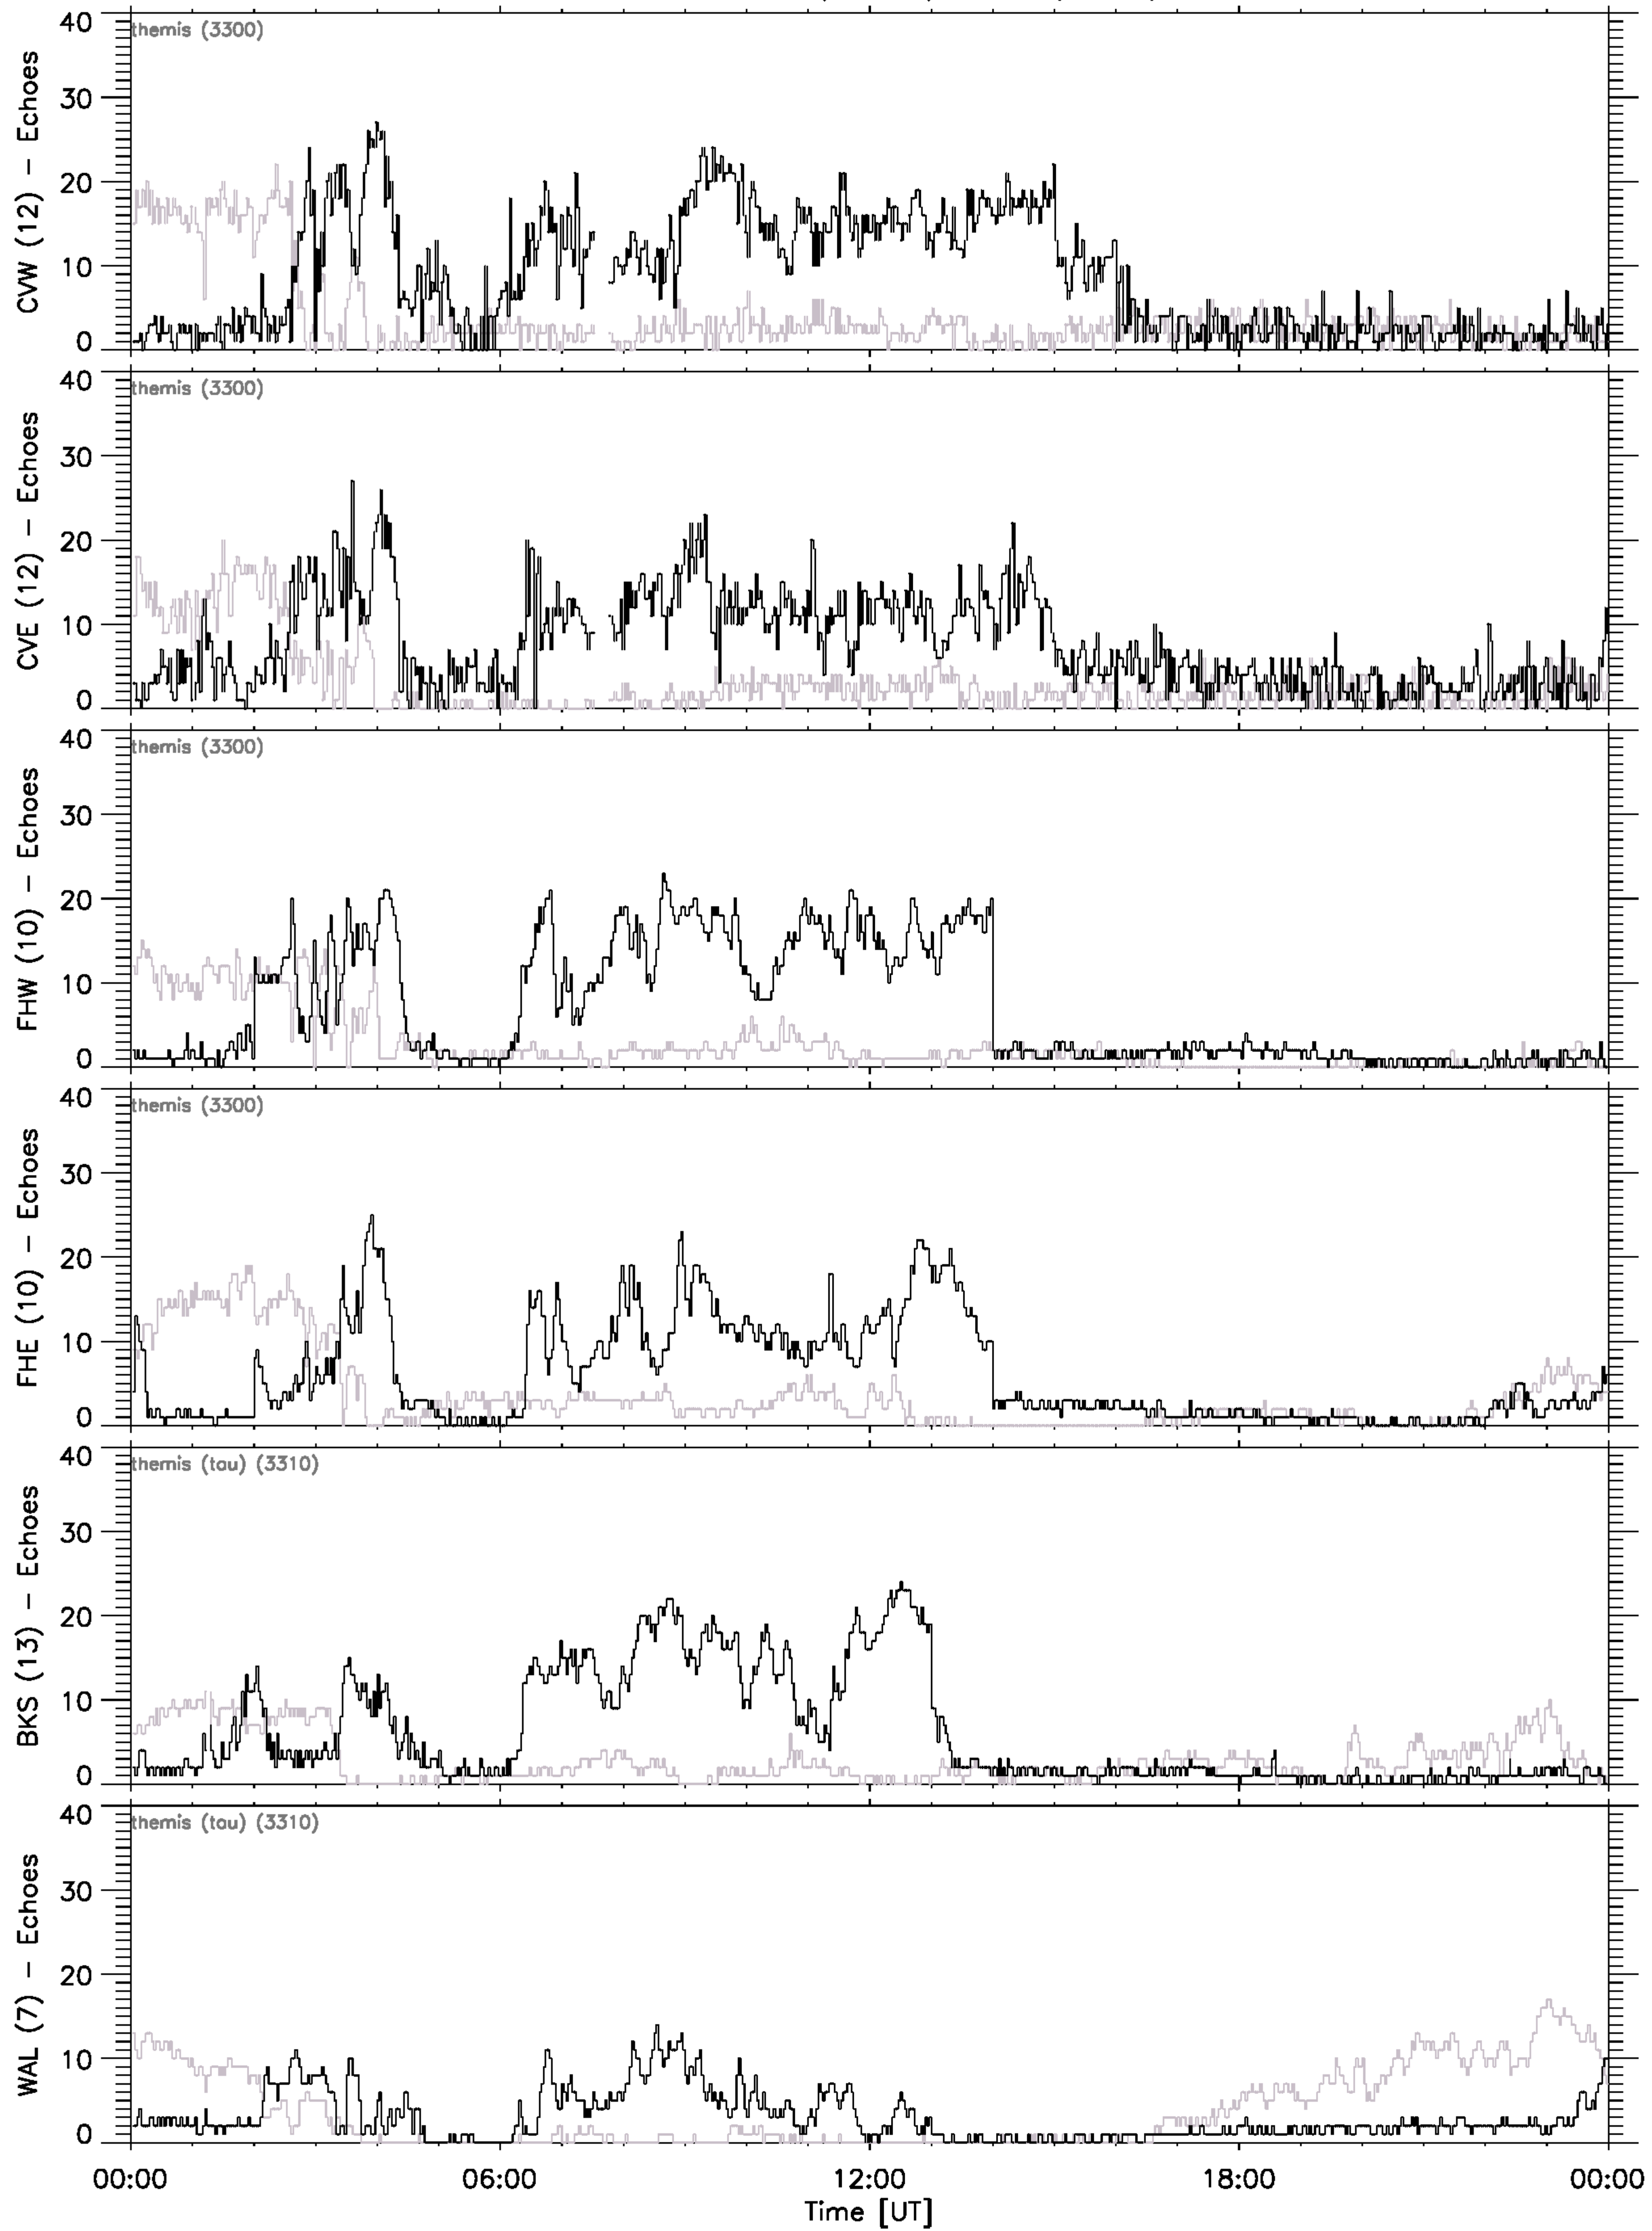 CVW (12) – Echoes
themis (3300)
40
30
20
10
0
CVE (12) – Echoes
themis (3300)
40
30
20
10
0
FHW (10) – Echoes
themis (3300)
40
30
20
10
0
FHE (10) – Echoes
themis (3300)
40
30
20
10
0
BKS (13) – Echoes
themis (tau) (3310)
40
30
20
10
0
WAL (7) – Echoes
themis (tau) (3310)
40
30
20
10
0
00:00 06:00 12:00 18:00 00:00
Time [UT]